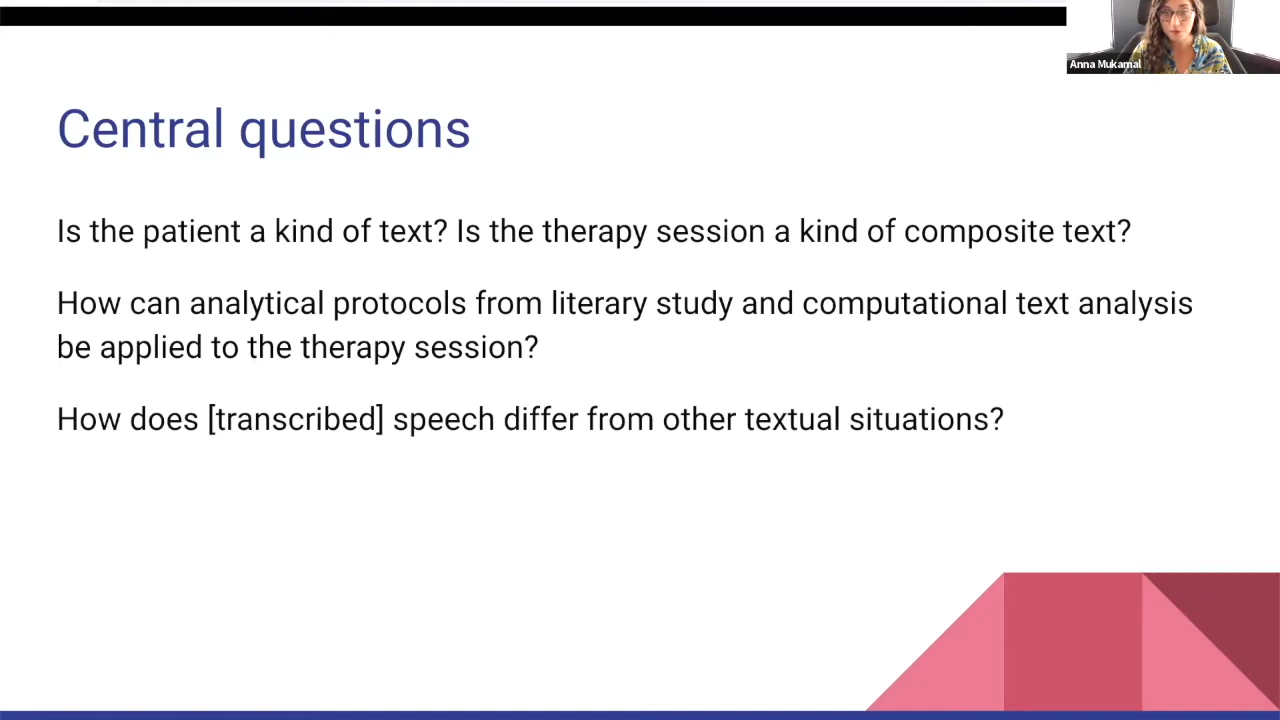 Anna Mukamal
Central questions
Is the patient a kind of text? Is the therapy session a kind of composite text?
How can analytical protocols from literary study and computational text analysis
be applied to the therapy session?
How does [transcribed] speech differ from other textual situations?